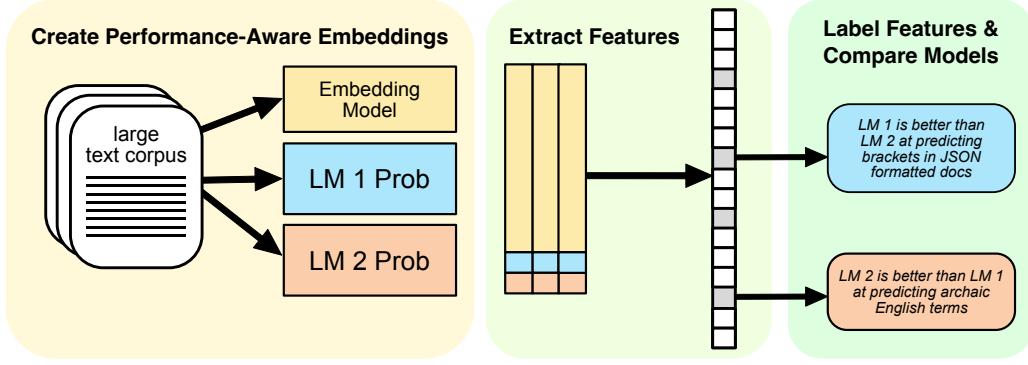 Create Performance-Aware Embeddings
large
text corpus
Embedding
Model
LM 1 Prob
LM 2 Prob
Extract Features
Label Features &
Compare Models
LM 1 is better than
LM 2 at predicting
brackets in JSON
formatted docs
LM 2 is better than LM 1
at predicting archaic
English terms